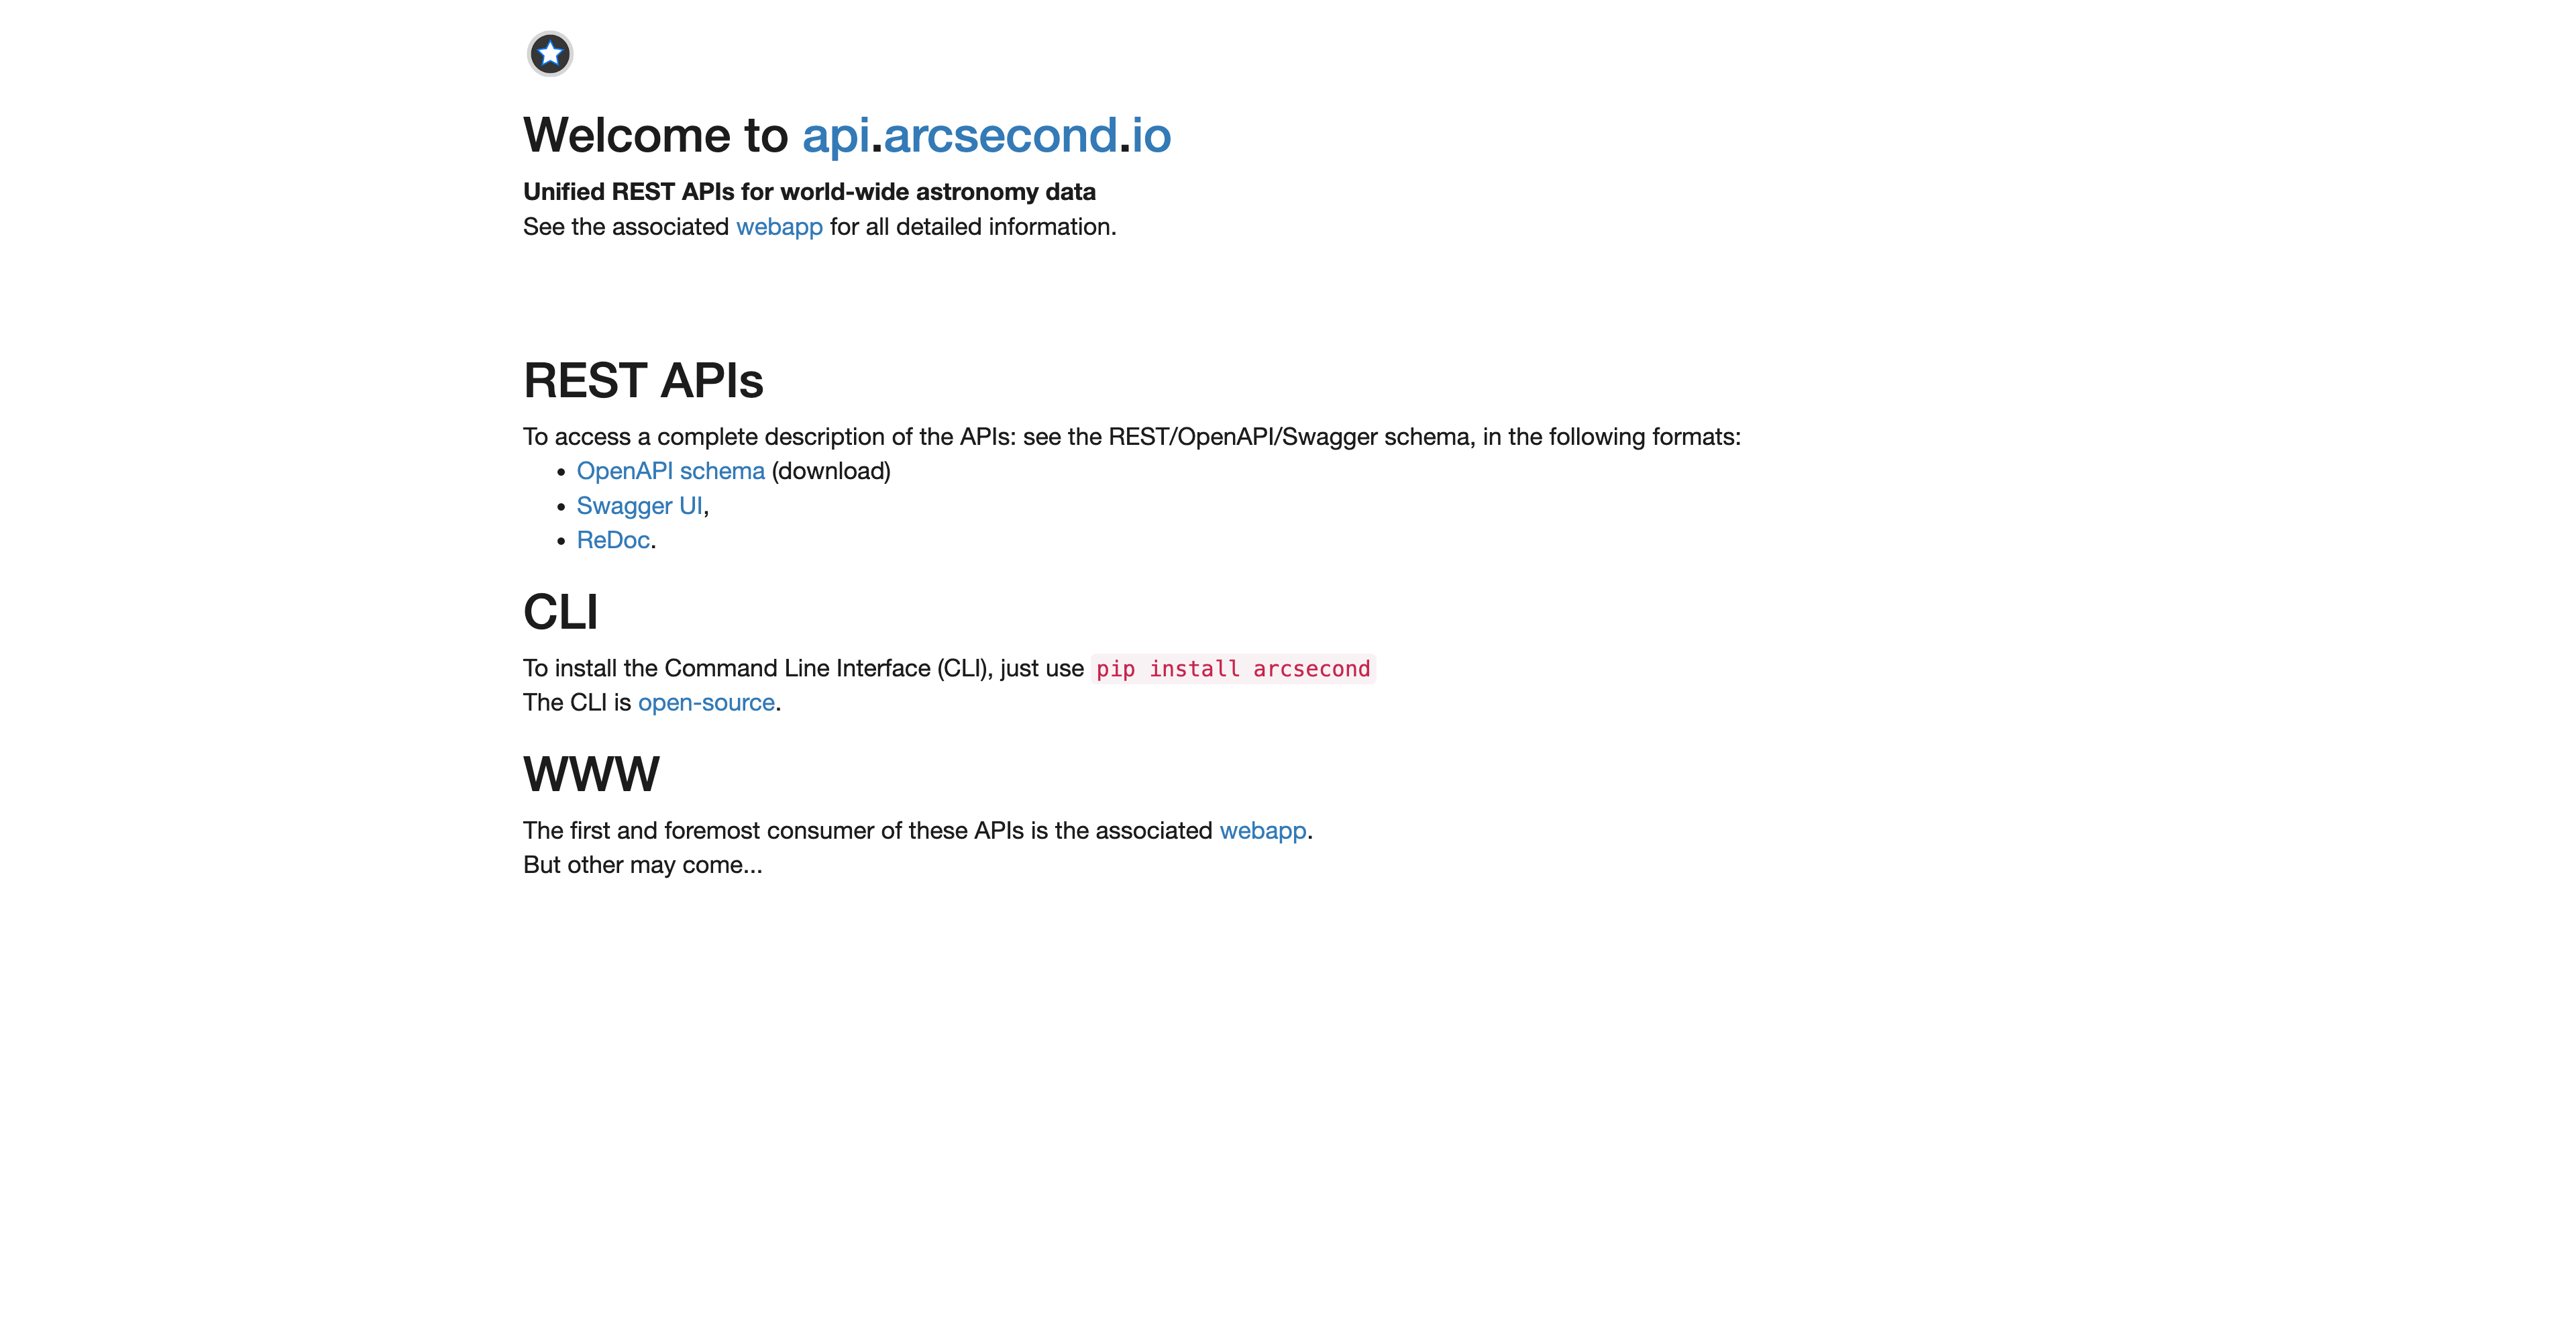 Welcome to api.arcsecond.io
Unified REST APIs for world-wide astronomy data
See the associated webapp for all detailed information.
REST APIs
To access a complete description of the APIs: see the REST/OpenAPI/Swagger schema, in the following formats:
• OpenAPI schema (download)
• Swagger UI,
• ReDoc.
CLI
To install the Command Line Interface (CLI), just use pip install arcsecond
The CLI is open-source.
WWW
The first and foremost consumer of these APIs is the associated webapp.
But other may come...